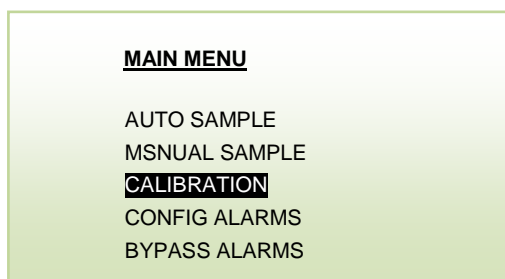 MAIN MENU
AUTO SAMPLE
MSNUAL SAMPLE
CALIBRATION
CONFIG ALARMS
BYPASS ALARMS